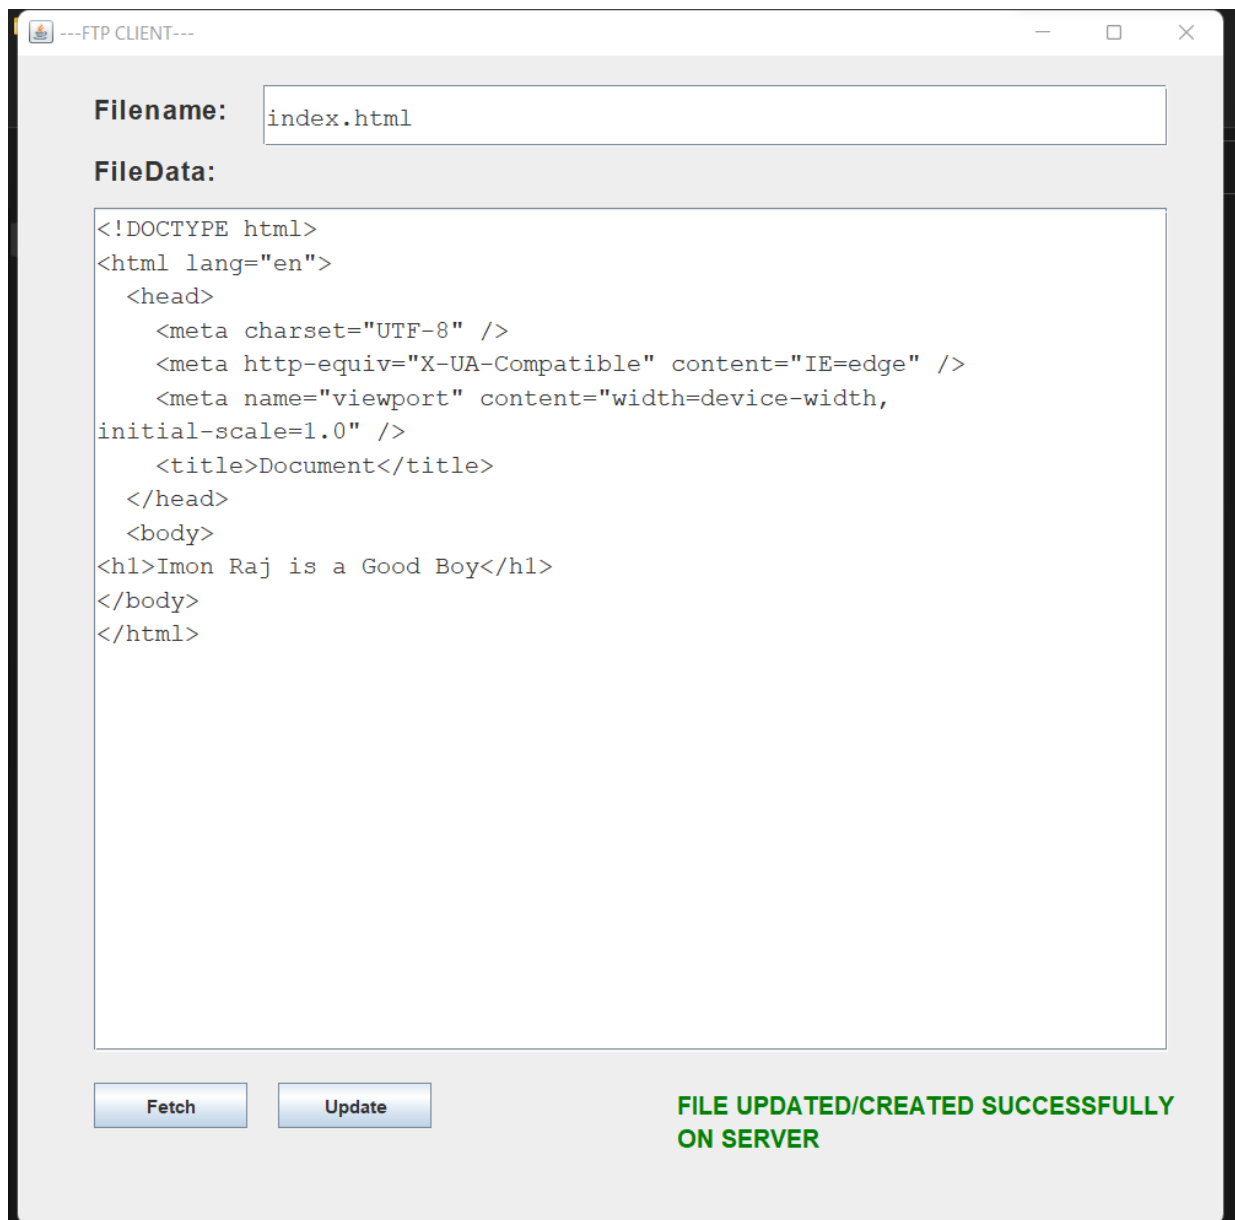 ---FTP CLIENT---
Filename:
index.html
FileData:
<!DOCTYPE html>
<html lang="en">
  <head>
    <meta charset="UTF-8" />
    <meta http-equiv="X-UA-Compatible" content="IE=edge" />
    <meta name="viewport" content="width=device-width,
initial-scale=1.0" />
    <title>Document</title>
  </head>
  <body>
<h1>Imon Raj is a Good Boy</h1>
</body>
</html>
Fetch
Update
FILE UPDATED/CREATED SUCCESSFULLY
ON SERVER